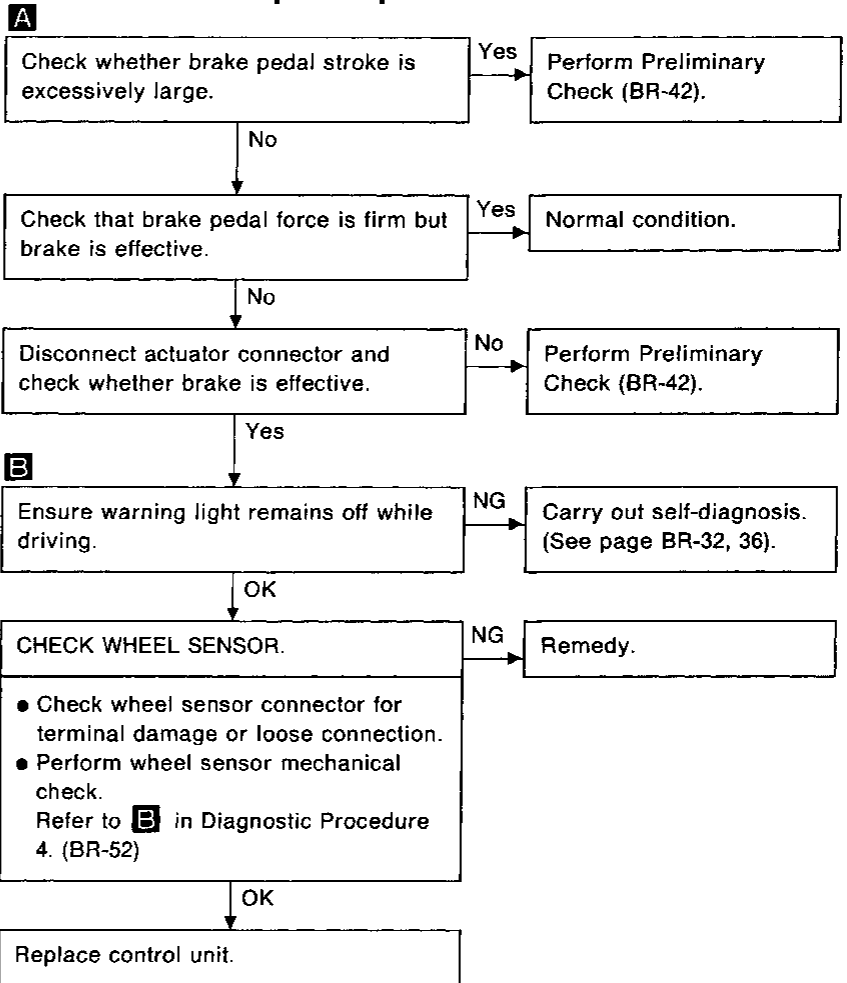 A
Check whether brake pedal stroke is
excessively large.
Yes
Perform Preliminary
Check (BR-42).
No
Check that brake pedal force is firm but
brake is effective.
Yes
Normal condition.
No
Disconnect actuator connector and
check whether brake is effective.
No
Perform Preliminary
Check (BR-42).
Yes
B
Ensure warning light remains off while
driving.
NG
Carry out self-diagnosis.
(See page BR-32, 36).
OK
CHECK WHEEL SENSOR.
NG
Remedy.
● Check wheel sensor connector for
terminal damage or loose connection.
● Perform wheel sensor mechanical
check.
Refer to B in Diagnostic Procedure
4. (BR-52)
OK
Replace control unit.